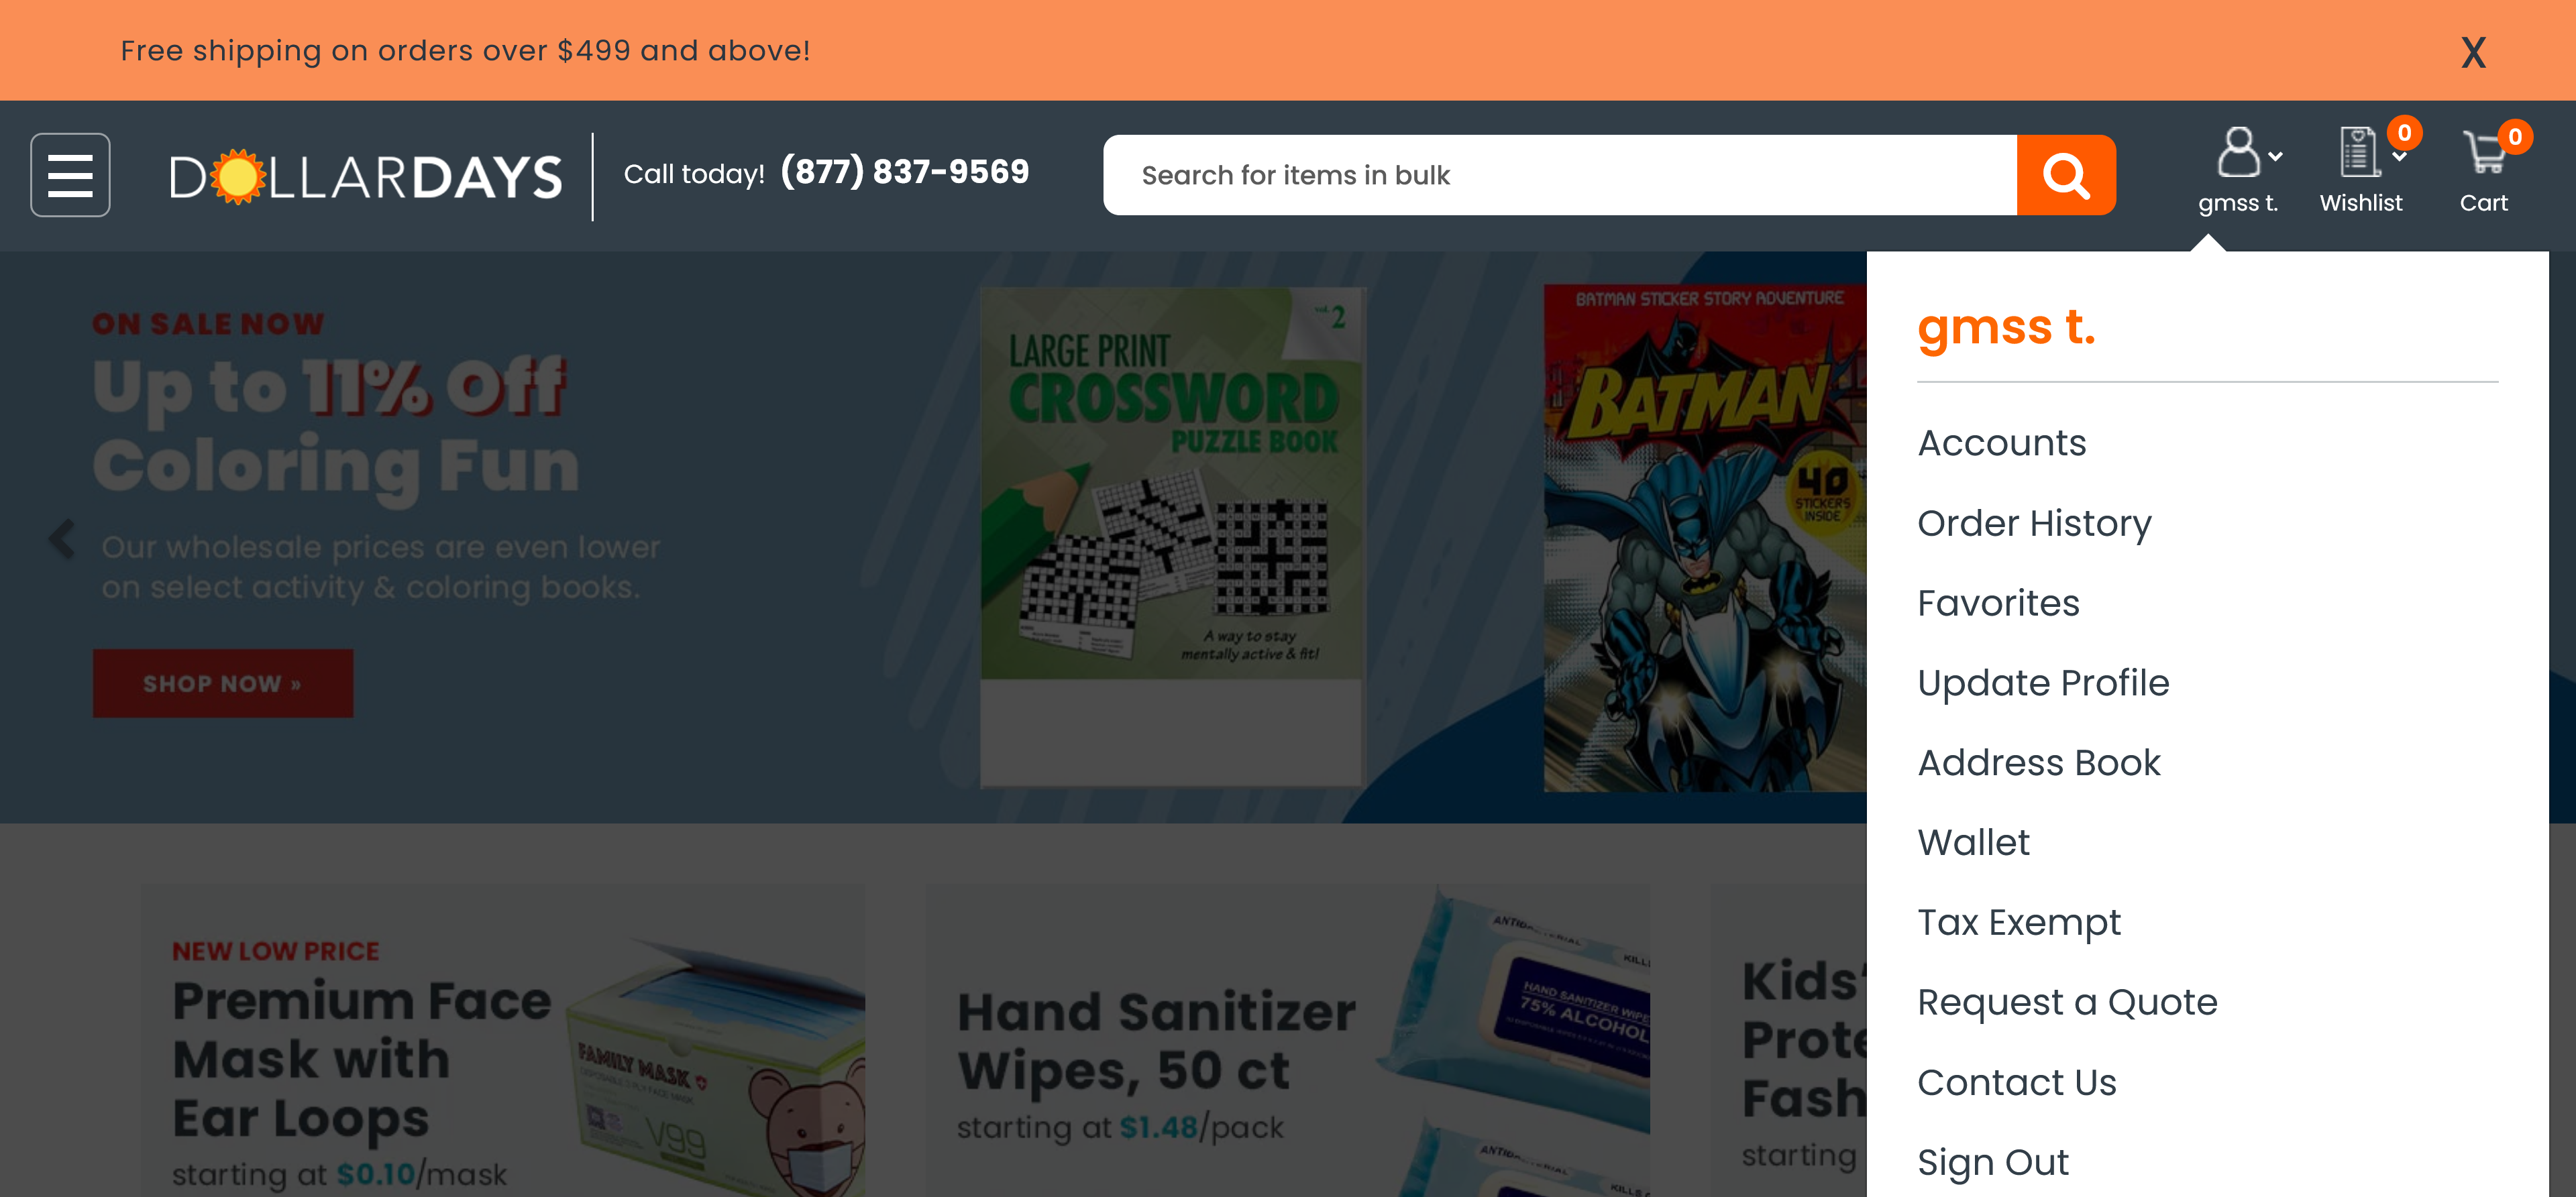 Free shipping on orders over $499 and above!
X
DOLLARDAYS
Call today! (877) 837-9569
Search for items in bulk
gmss t.
0
Wishlist
0
Cart
ON SALE NOW
Up to 11% Off
Coloring Fun
Our wholesale prices are even lower
on select activity & coloring books.
SHOP NOW »
vol. 2
LARGE PRINT
CROSSWORD
PUZZLE BOOK
A way to stay
mentally active & fit!
BATMAN STICKER STORY ADVENTURE
BATMAN
40
STICKERS
INSIDE
gmss t.
Accounts
Order History
Favorites
Update Profile
Address Book
Wallet
Tax Exempt
Request a Quote
Contact Us
Sign Out
NEW LOW PRICE
Premium Face
Mask with
Ear Loops
starting at $0.10/mask
FAMILY MASK
V99
Hand Sanitizer
Wipes, 50 ct
starting at $1.48/pack
HAND SANITIZER WIPE
75% ALCOHOL
Kids'
Prote
Fash
starting